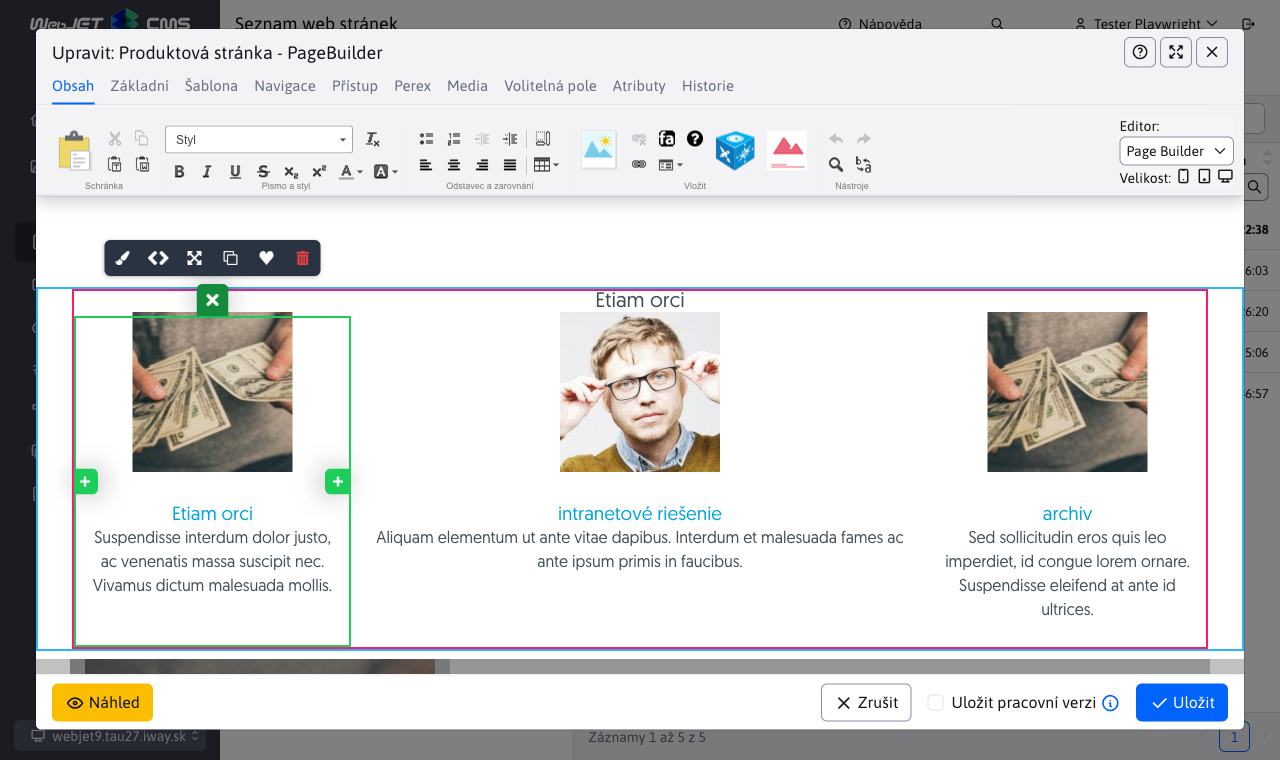 WebJET CMS
Seznam web stránek
Nápověda
Tester Playwright
Upravit: Produktová stránka - PageBuilder
Obsah Základní Šablona Navigace Přístup Perex Media Volitelná pole Atributy Historie
Styl
Schránka
Písmo a styl
Odstavec a zarovnání
Vložit
Nástroje
Editor:
Page Builder
Velikost:
2:38
6:03
6:20
5:06
6:57
Etiam orci
Etiam orci
Suspendisse interdum dolor justo,
ac venenatis massa suscipit nec.
Vivamus dictum malesuada mollis.
intranetové riešenie
Aliquam elementum ut ante vitae dapibus. Interdum et malesuada fames ac
ante ipsum primis in faucibus.
archiv
Sed sollicitudin eros quis leo
imperdiet, id congue lorem ornare.
Suspendisse eleifend at ante id
ultrices.
Náhled
Zrušit
Uložit pracovní verzi
Uložit
webjet9.tau27.iway.sk
Záznamy 1 až 5 z 5
1